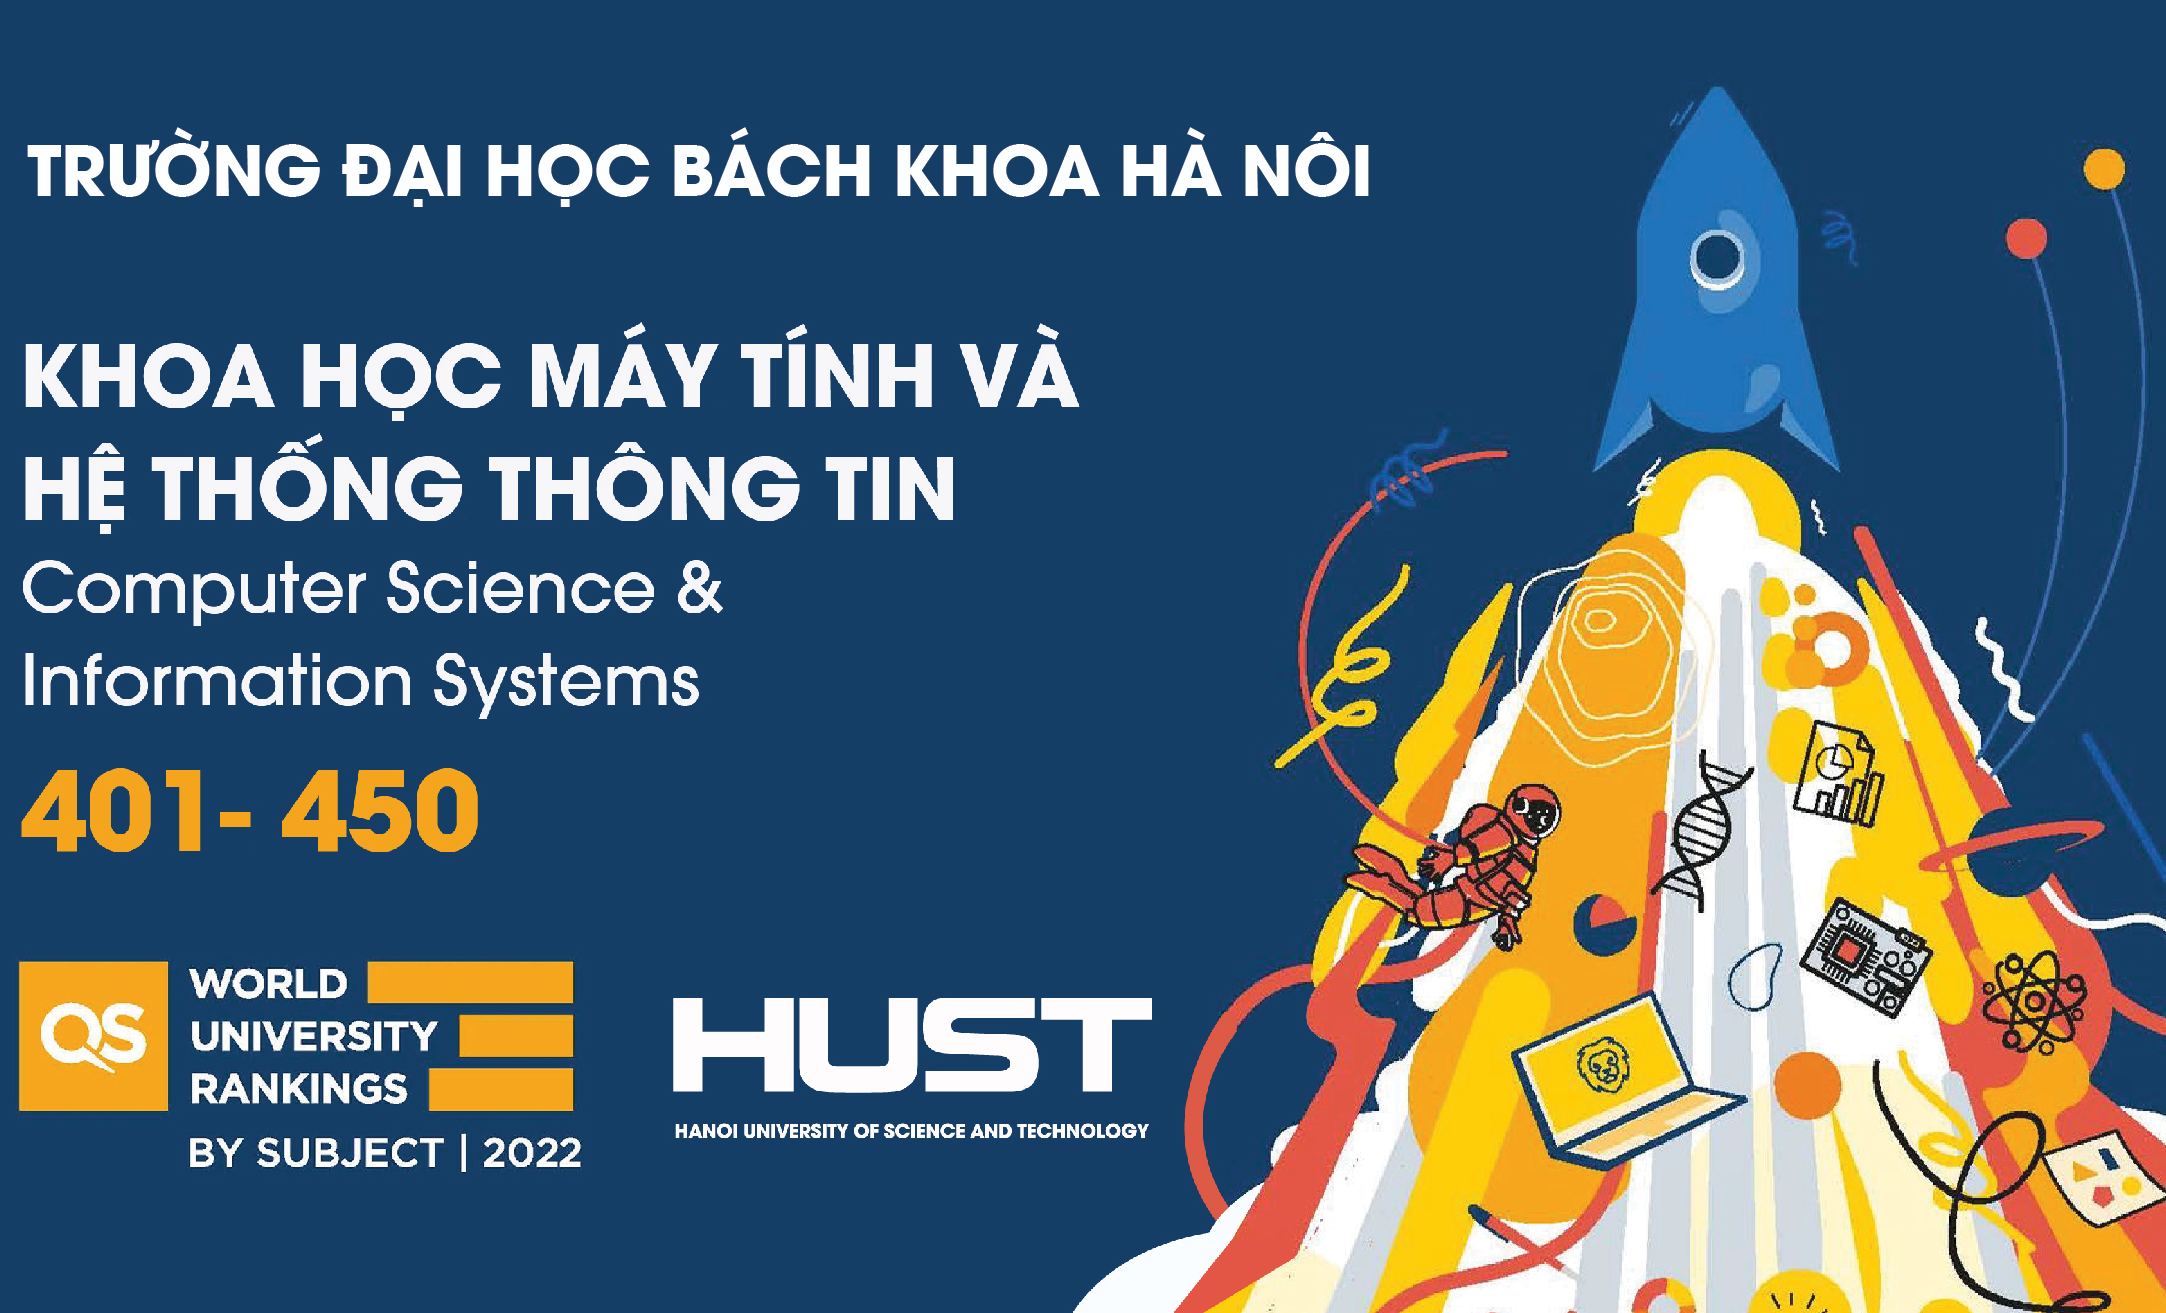 TRƯỜNG ĐẠI HỌC BÁCH KHOA HÀ NÔI
KHOA HỌC MÁY TÍNH VÀ
HỆ THỐNG THÔNG TIN
Computer Science &
Information Systems
401- 450
QS
WORLD
UNIVERSITY
RANKINGS
BY SUBJECT | 2022
HUST
HANOI UNIVERSITY OF SCIENCE AND TECHNOLOGY